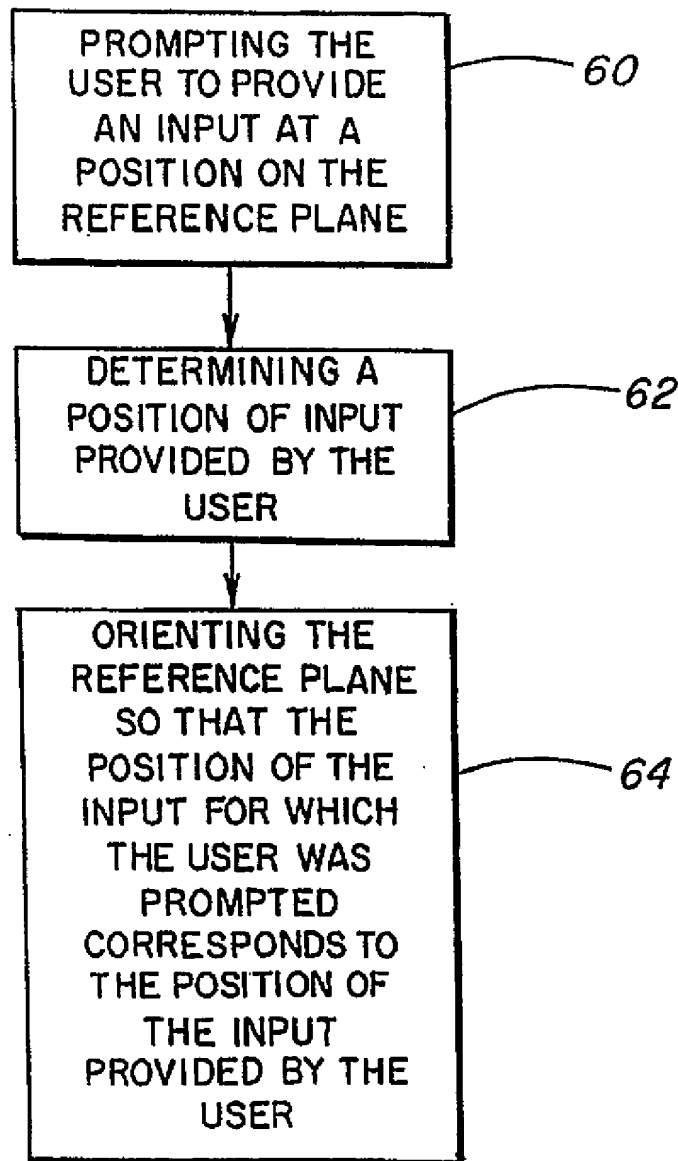 PROMPTING THE
USER TO PROVIDE
AN INPUT AT A
POSITION ON THE
REFERENCE PLANE
60
DETERMINING A
POSITION OF INPUT
PROVIDED BY THE
USER
62
ORIENTING THE
REFERENCE PLANE
SO THAT THE
POSITION OF THE
INPUT FOR WHICH
THE USER WAS
PROMPTED
CORRESPONDS TO
THE POSITION OF
THE INPUT
PROVIDED BY THE
USER
64